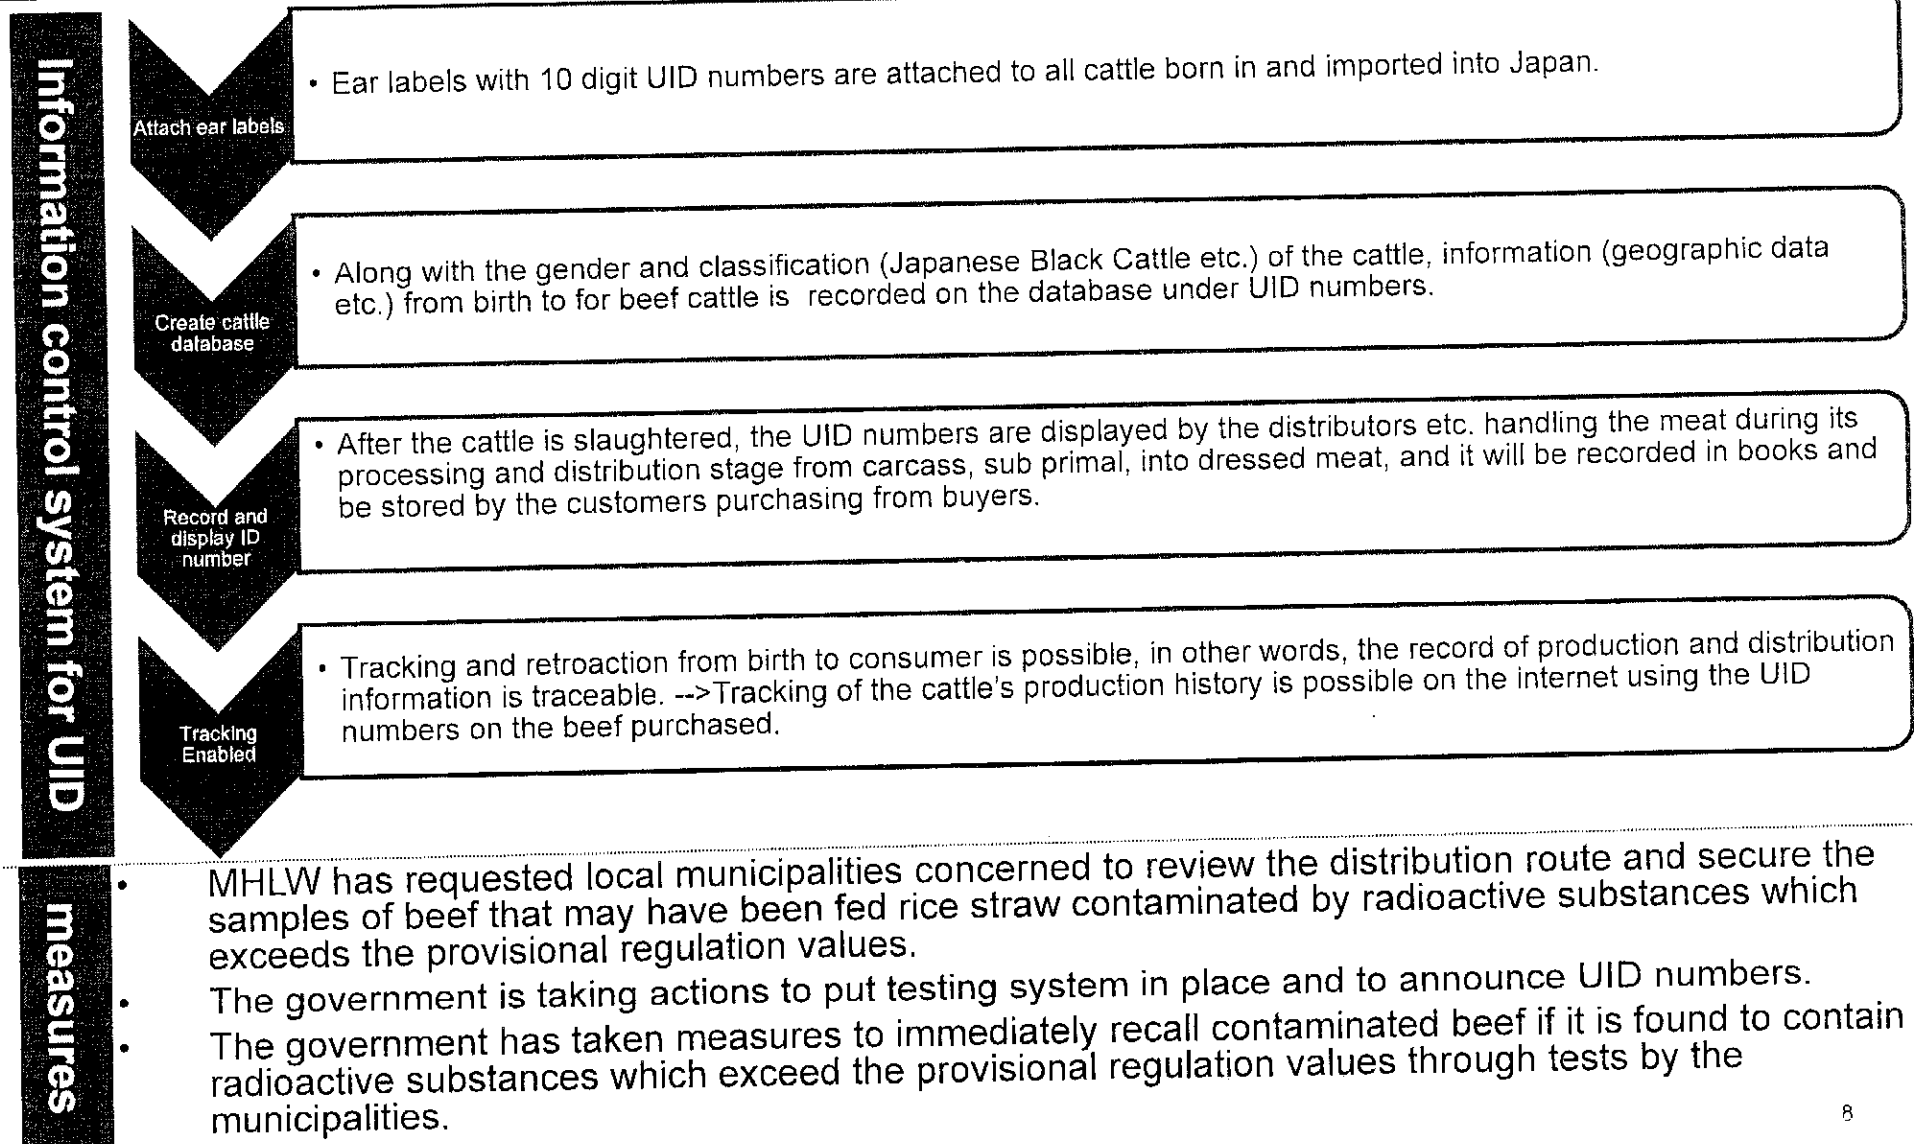 Information control system for UID
Attach ear labels
• Ear labels with 10 digit UID numbers are attached to all cattle born in and imported into Japan.
Create cattle
database
• Along with the gender and classification (Japanese Black Cattle etc.) of the cattle, information (geographic data
etc.) from birth to for beef cattle is recorded on the database under UID numbers.
Record and
display ID
number
• After the cattle is slaughtered, the UID numbers are displayed by the distributors etc. handling the meat during its
processing and distribution stage from carcass, sub primal, into dressed meat, and it will be recorded in books and
be stored by the customers purchasing from buyers.
Tracking
Enabled
• Tracking and retroaction from birth to consumer is possible, in other words, the record of production and distribution
information is traceable. -->Tracking of the cattle's production history is possible on the internet using the UID
numbers on the beef purchased.
measures
• MHLW has requested local municipalities concerned to review the distribution route and secure the
samples of beef that may have been fed rice straw contaminated by radioactive substances which
exceeds the provisional regulation values.
• The government is taking actions to put testing system in place and to announce UID numbers.
• The government has taken measures to immediately recall contaminated beef if it is found to contain
radioactive substances which exceed the provisional regulation values through tests by the
municipalities.
8